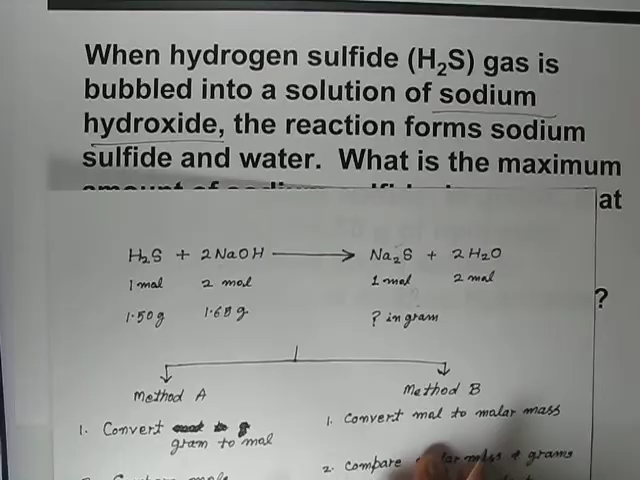 When hydrogen sulfide (H₂S) gas is
bubbled into a solution of sodium
hydroxide, the reaction forms sodium
sulfide and water. What is the maximum
at
H₂S + 2NaOH ⟶ Na₂S + 2H₂O
1 mol 2 mol 1 mol 2 mol
1.50g 1.68g ? in gram
?
Method A Method B
1. Convert gram to mol
1. Convert mol to molar mass
2. Compare mass & grams